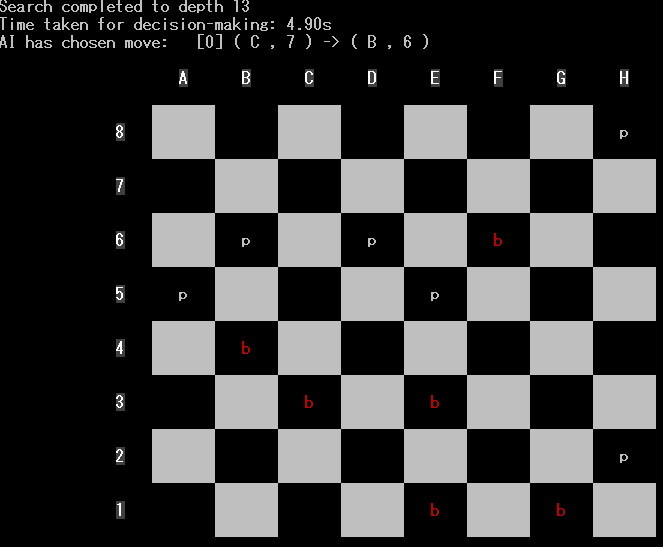 Search completed to depth 13
Time taken for decision-making: 4.90s
AI has chosen move:   [0] ( C , 7 ) -> ( B , 6 )
A B C D E F G H
8 p
7
6 p p b
5 p p
4 b
3 b b
2 p
1 b b